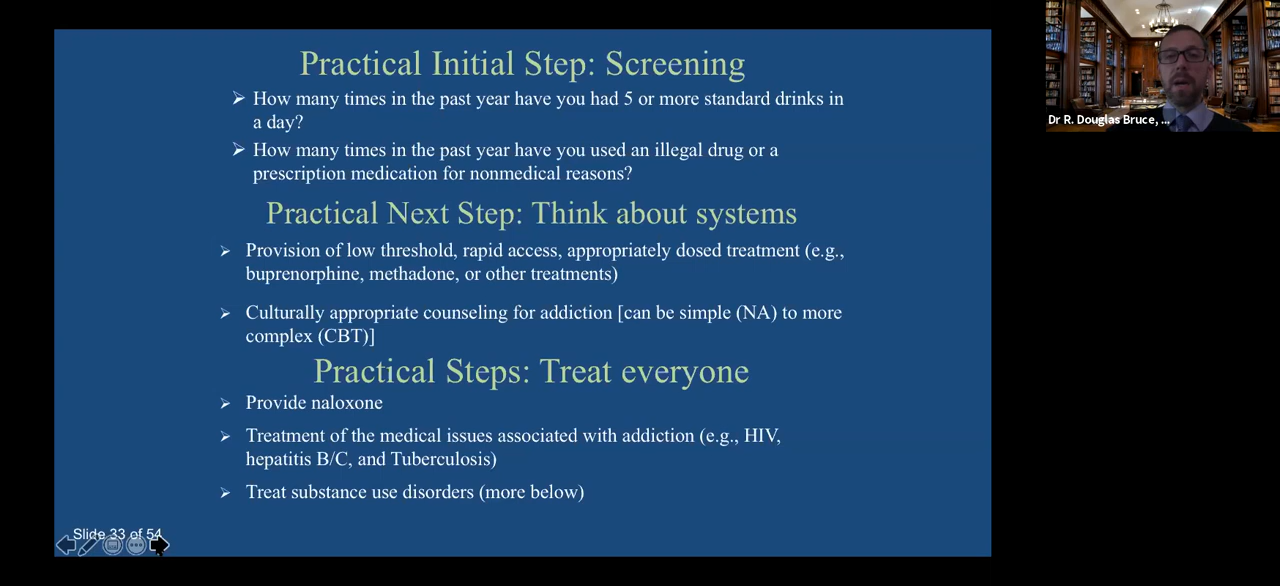 Practical Initial Step: Screening
➢ How many times in the past year have you had 5 or more standard drinks in
a day?
➢ How many times in the past year have you used an illegal drug or a
prescription medication for nonmedical reasons?
Practical Next Step: Think about systems
➢ Provision of low threshold, rapid access, appropriately dosed treatment (e.g.,
buprenorphine, methadone, or other treatments)
➢ Culturally appropriate counseling for addiction [can be simple (NA) to more
complex (CBT)]
Practical Steps: Treat everyone
➢ Provide naloxone
➢ Treatment of the medical issues associated with addiction (e.g., HIV,
hepatitis B/C, and Tuberculosis)
➢ Treat substance use disorders (more below)
Slide 33 of 54
Dr R. Douglas Bruce, ...